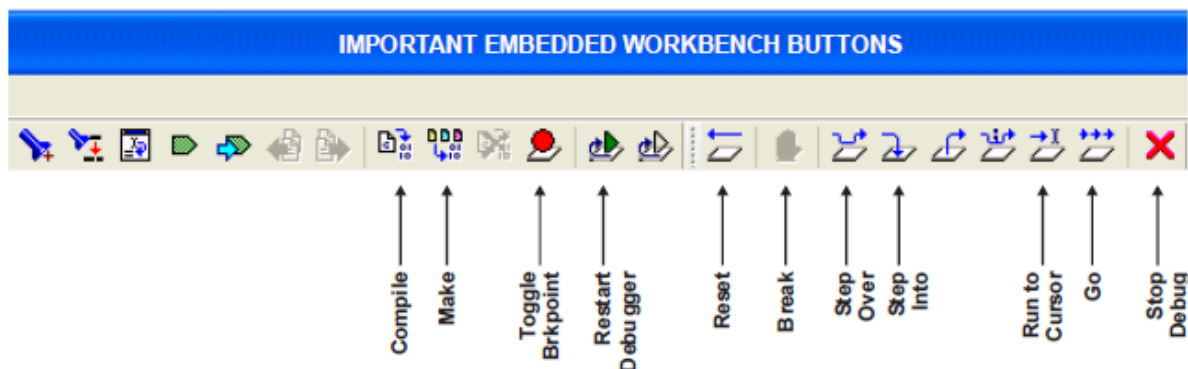 IMPORTANT EMBEDDED WORKBENCH BUTTONS
Compile
Make
Toggle
Brkpoint
Restart
Debugger
Reset
Break
Step
Over
Step
Into
Run to
Cursor
Go
Stop
Debug